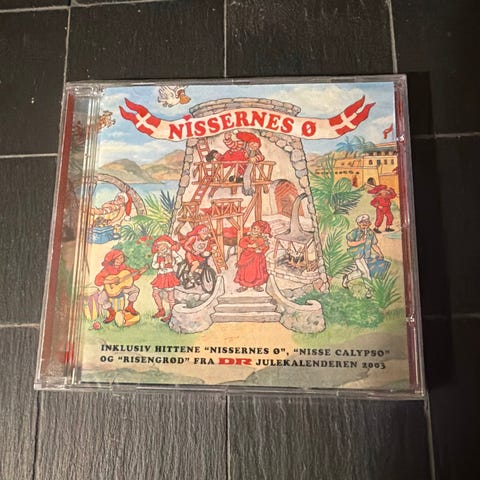 NISSERNES Ø
INKLUSIV HITTENE "NISSERNES Ø", "NISSE CALYPSO"
OG "RISENGRØD" FRA DR JULEKALENDEREN 2003